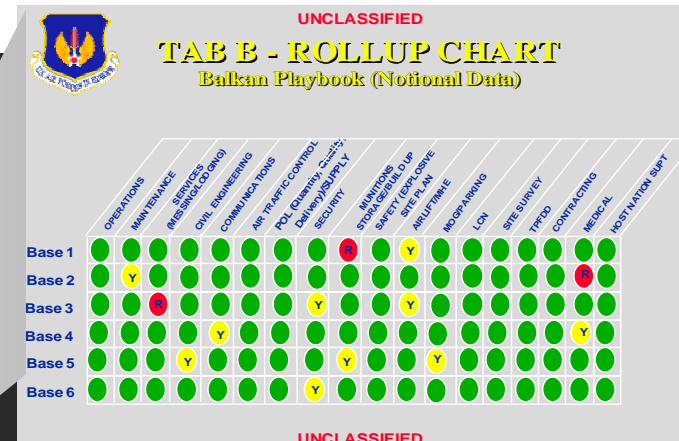 UNCLASSIFIED
TAB B - ROLLUP CHART
Balkan Playbook (Notional Data)
OPERATIONS
MAINTENANCE
SERVICES
(MESSING/LODGING)
CIVIL ENGINEERING
COMMUNICATIONS
AIR TRAFFIC CONTROL
POL (Quantity, Quality,
Delivery)/SUPPLY
SECURITY
MUNITIONS
STORAGE/BUILD UP
SAFETY (EXPLOSIVE
SITE PLAN
AIRLIFT/MHE
MOG/PARKING
LCN
SITE SURVEY
TPFDD
CONTRACTING
MEDICAL
HOST NATION SUPT
Base 1 R Y
Base 2 Y R
Base 3 R Y Y
Base 4 Y Y
Base 5 Y Y Y
Base 6 Y
UNCLASSIFIED